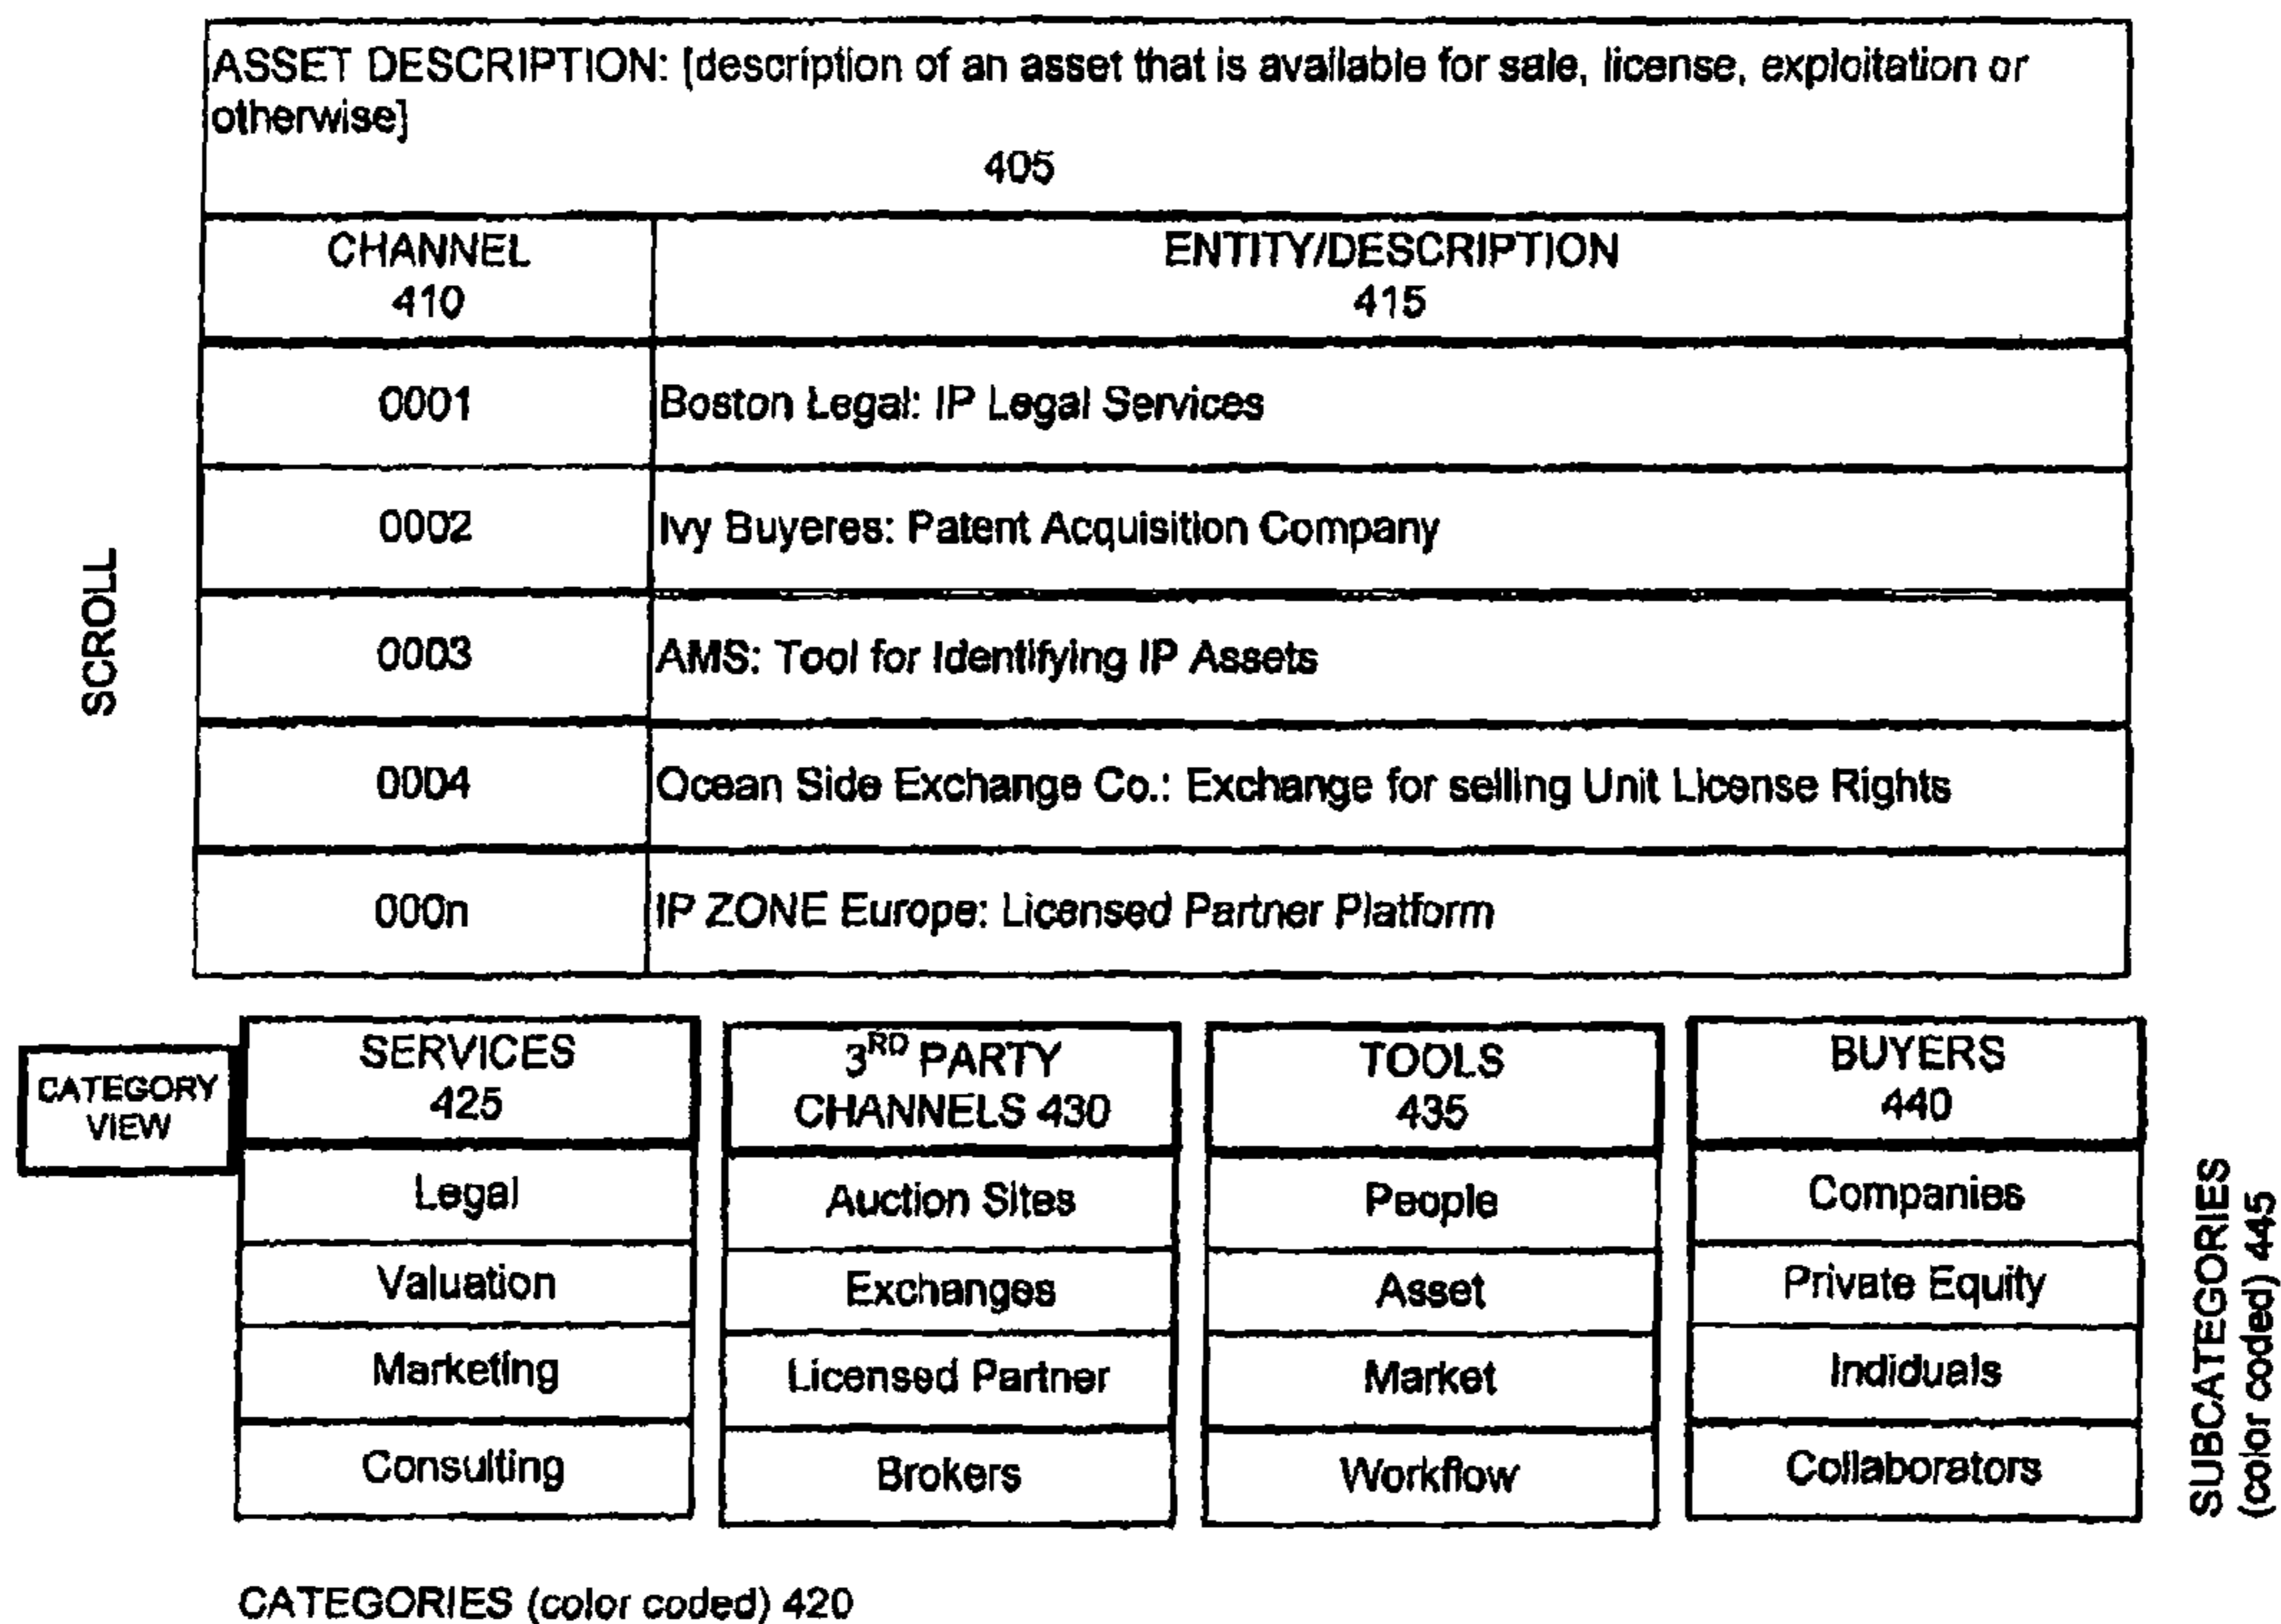 ASSET DESCRIPTION: [description of an asset that is available for sale, license, exploitation or
otherwise]
405
CHANNEL
410
ENTITY/DESCRIPTION
415
0001
Boston Legal: IP Legal Services
0002
Ivy Buyeres: Patent Acquisition Company
0003
AMS: Tool for Identifying IP Assets
0004
Ocean Side Exchange Co.: Exchange for selling Unit License Rights
000n
IP ZONE Europe: Licensed Partner Platform
SCROLL
CATEGORY
VIEW
SERVICES
425
Legal
Valuation
Marketing
Consulting
3RD PARTY
CHANNELS 430
Auction Sites
Exchanges
Licensed Partner
Brokers
TOOLS
435
People
Asset
Market
Workflow
BUYERS
440
Companies
Private Equity
Indiduals
Collaborators
SUBCATEGORIES
(color coded) 445
CATEGORIES (color coded) 420